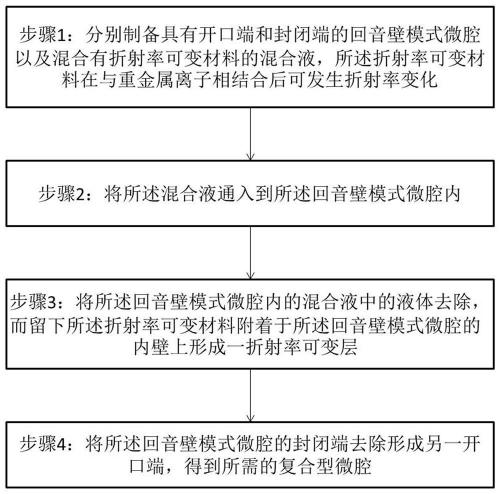 步骤1：分别制备具有开口端和封闭端的回音壁模式微腔
以及混合有折射率可变材料的混合液，所述折射率可变材
料在与重金属离子相结合后可发生折射率变化
步骤2：将所述混合液通入到所述回音壁模式微腔内
步骤3：将所述回音壁模式微腔内的混合液中的液体去除，
而留下所述折射率可变材料附着于所述回音壁模式微腔的
内壁上形成一折射率可变层
步骤4：将所述回音壁模式微腔的封闭端去除形成另一开
口端，得到所需的复合型微腔